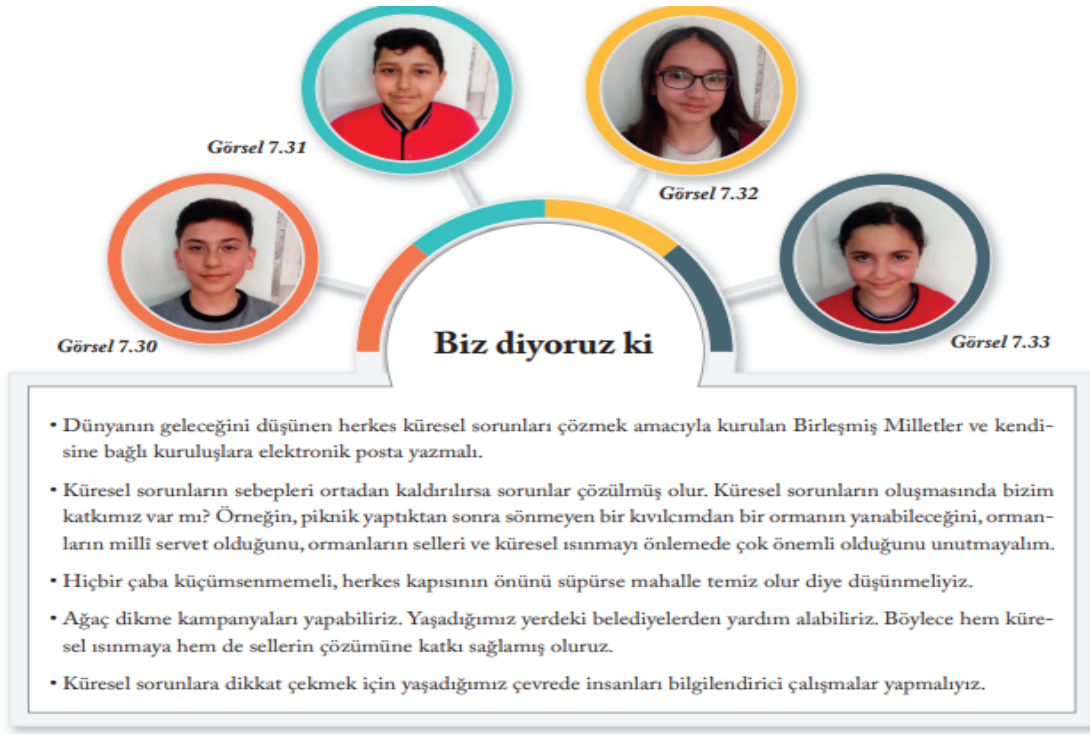 Görsel 7.31
Görsel 7.32
Görsel 7.30
Görsel 7.33
Biz diyoruz ki
• Dünyanın geleceğini düşünen herkes küresel sorunları çözmek amacıyla kurulan Birleşmiş Milletler ve kendi-
sine bağlı kuruluşlara elektronik posta yazmalı.
• Küresel sorunların sebepleri ortadan kaldırılırsa sorunlar çözülmüş olur. Küresel sorunların oluşmasında bizim
katkımız var mı? Örneğin, piknik yaptıktan sonra sönmeyen bir kıvılcımdan bir ormanın yanabileceğini, orman-
ların millî servet olduğunu, ormanların selleri ve küresel ısınmayı önlemede çok önemli olduğunu unutmayalım.
• Hiçbir çaba küçümsenmemeli, herkes kapısının önünü süpürse mahalle temiz olur diye düşünmeliyiz.
• Ağaç dikme kampanyaları yapabiliriz. Yaşadığımız yerdeki belediyelerden yardım alabiliriz. Böylece hem küre-
sel ısınmaya hem de sellerin çözümüne katkı sağlamış oluruz.
• Küresel sorunlara dikkat çekmek için yaşadığımız çevrede insanları bilgilendirici çalışmalar yapmalıyız.